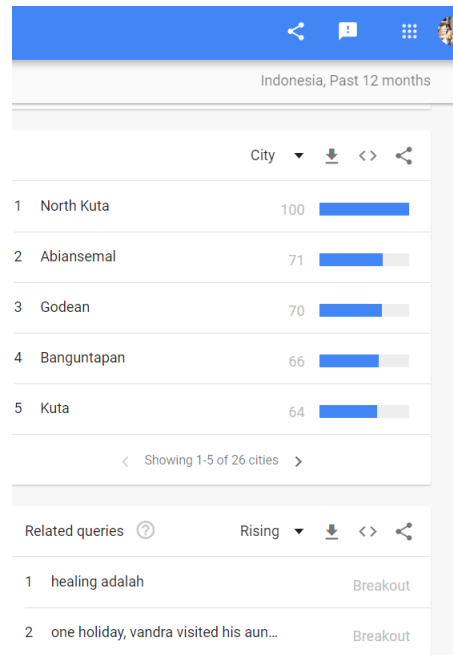 Indonesia, Past 12 months
City
1 North Kuta 100
2 Abiansemal 71
3 Godean 70
4 Banguntapan 66
5 Kuta 64
Showing 1-5 of 26 cities
Related queries ? Rising
1 healing adalah Breakout
2 one holiday, vandra visited his aun... Breakout